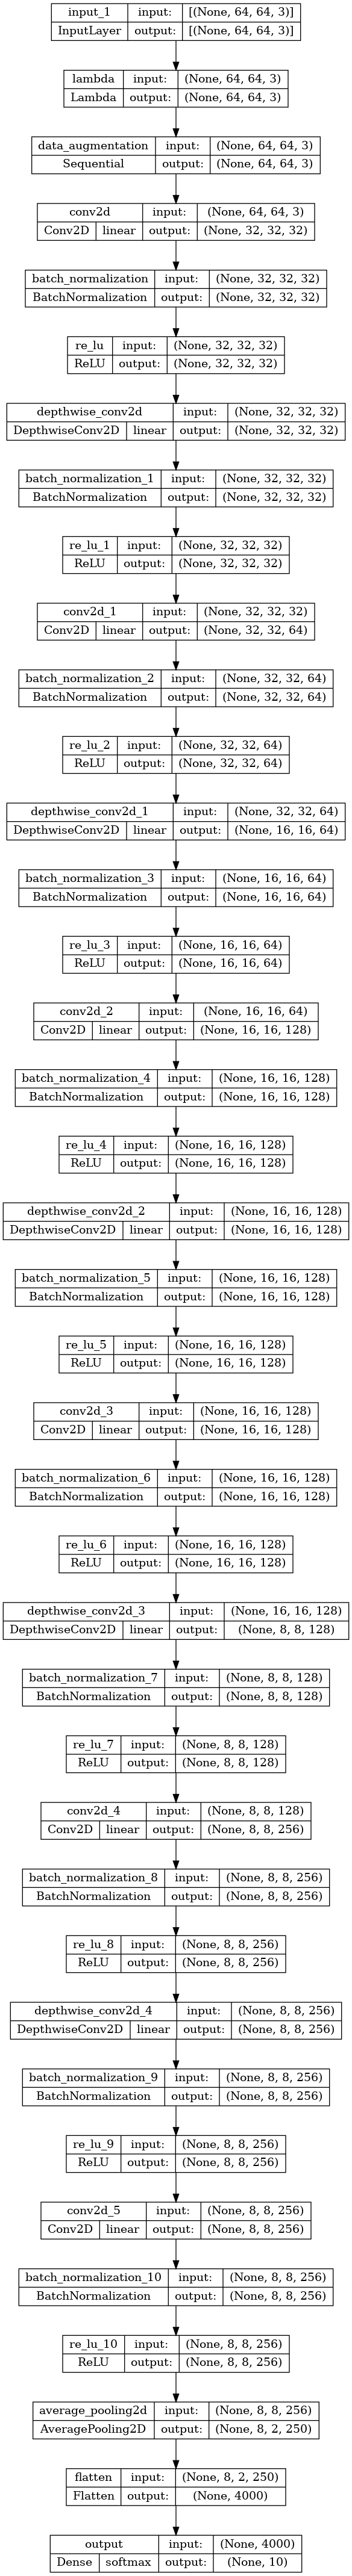 input_1 input: [(None, 64, 64, 3)]
InputLayer output: [(None, 64, 64, 3)]
lambda input: (None, 64, 64, 3)
Lambda output: (None, 64, 64, 3)
data_augmentation input: (None, 64, 64, 3)
Sequential output: (None, 64, 64, 3)
conv2d input: (None, 64, 64, 3)
Conv2D linear output: (None, 32, 32, 32)
batch_normalization input: (None, 32, 32, 32)
BatchNormalization output: (None, 32, 32, 32)
re_lu input: (None, 32, 32, 32)
ReLU output: (None, 32, 32, 32)
depthwise_conv2d input: (None, 32, 32, 32)
DepthwiseConv2D linear output: (None, 32, 32, 32)
batch_normalization_1 input: (None, 32, 32, 32)
BatchNormalization output: (None, 32, 32, 32)
re_lu_1 input: (None, 32, 32, 32)
ReLU output: (None, 32, 32, 32)
conv2d_1 input: (None, 32, 32, 32)
Conv2D linear output: (None, 32, 32, 64)
batch_normalization_2 input: (None, 32, 32, 64)
BatchNormalization output: (None, 32, 32, 64)
re_lu_2 input: (None, 32, 32, 64)
ReLU output: (None, 32, 32, 64)
depthwise_conv2d_1 input: (None, 32, 32, 64)
DepthwiseConv2D linear output: (None, 16, 16, 64)
batch_normalization_3 input: (None, 16, 16, 64)
BatchNormalization output: (None, 16, 16, 64)
re_lu_3 input: (None, 16, 16, 64)
ReLU output: (None, 16, 16, 64)
conv2d_2 input: (None, 16, 16, 64)
Conv2D linear output: (None, 16, 16, 128)
batch_normalization_4 input: (None, 16, 16, 128)
BatchNormalization output: (None, 16, 16, 128)
re_lu_4 input: (None, 16, 16, 128)
ReLU output: (None, 16, 16, 128)
depthwise_conv2d_2 input: (None, 16, 16, 128)
DepthwiseConv2D linear output: (None, 16, 16, 128)
batch_normalization_5 input: (None, 16, 16, 128)
BatchNormalization output: (None, 16, 16, 128)
re_lu_5 input: (None, 16, 16, 128)
ReLU output: (None, 16, 16, 128)
conv2d_3 input: (None, 16, 16, 128)
Conv2D linear output: (None, 16, 16, 128)
batch_normalization_6 input: (None, 16, 16, 128)
BatchNormalization output: (None, 16, 16, 128)
re_lu_6 input: (None, 16, 16, 128)
ReLU output: (None, 16, 16, 128)
depthwise_conv2d_3 input: (None, 16, 16, 128)
DepthwiseConv2D linear output: (None, 8, 8, 128)
batch_normalization_7 input: (None, 8, 8, 128)
BatchNormalization output: (None, 8, 8, 128)
re_lu_7 input: (None, 8, 8, 128)
ReLU output: (None, 8, 8, 128)
conv2d_4 input: (None, 8, 8, 128)
Conv2D linear output: (None, 8, 8, 256)
batch_normalization_8 input: (None, 8, 8, 256)
BatchNormalization output: (None, 8, 8, 256)
re_lu_8 input: (None, 8, 8, 256)
ReLU output: (None, 8, 8, 256)
depthwise_conv2d_4 input: (None, 8, 8, 256)
DepthwiseConv2D linear output: (None, 8, 8, 256)
batch_normalization_9 input: (None, 8, 8, 256)
BatchNormalization output: (None, 8, 8, 256)
re_lu_9 input: (None, 8, 8, 256)
ReLU output: (None, 8, 8, 256)
conv2d_5 input: (None, 8, 8, 256)
Conv2D linear output: (None, 8, 8, 256)
batch_normalization_10 input: (None, 8, 8, 256)
BatchNormalization output: (None, 8, 8, 256)
re_lu_10 input: (None, 8, 8, 256)
ReLU output: (None, 8, 8, 256)
average_pooling2d input: (None, 8, 8, 256)
AveragePooling2D output: (None, 8, 2, 250)
flatten input: (None, 8, 2, 250)
Flatten output: (None, 4000)
output input: (None, 4000)
Dense softmax output: (None, 10)